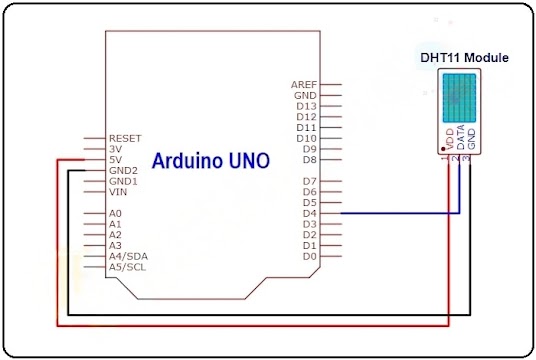 DHT11 Module
VDD
DATA
GND
1
2
3
Arduino UNO
RESET
3V
5V
GND2
GND1
VIN
A0
A1
A2
A3
A4/SDA
A5/SCL
AREF
GND
D13
D12
D11
D10
D9
D8
D7
D6
D5
D4
D3
D2
D1
D0